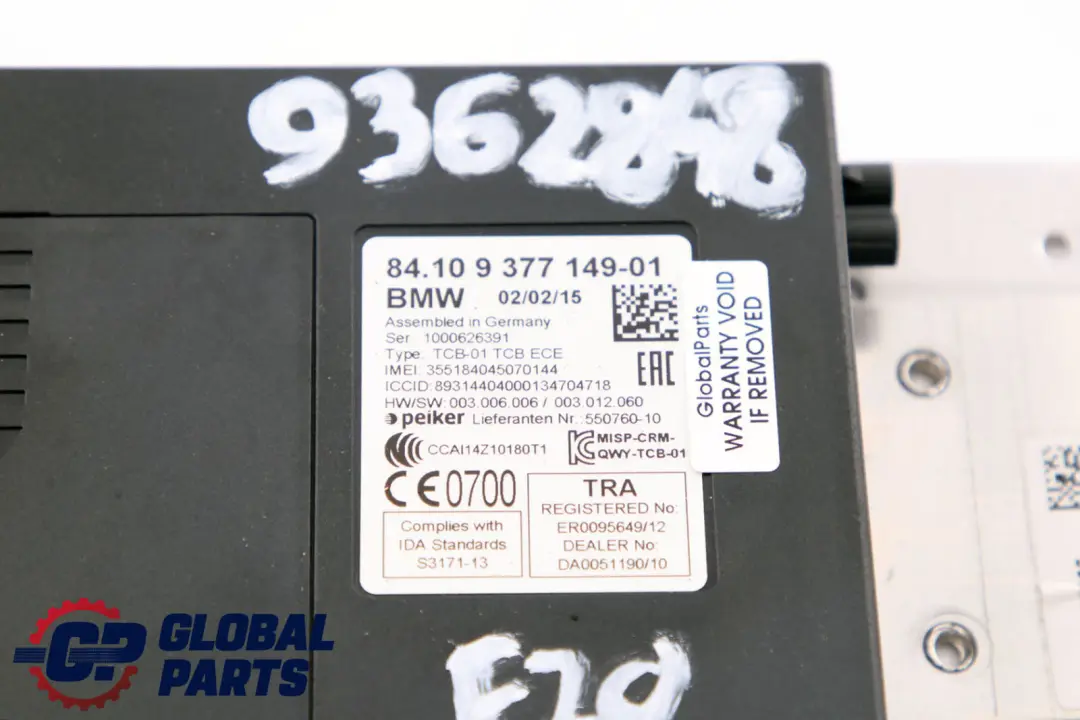 9362848
84.10 9 377 149-01
BMW 02/02/15
Assembled in Germany
Ser 1000626391
Type. TCB-01 TCB ECE
IMEI: 355184045070144
ICCID: 89314404000134704718
HW/SW: 003.006.006 / 003.012.060
peiker Lieferanten Nr.:550760-10
CCAI14Z10180T1
MISP-CRM-
QWY-TCB-01
CE0700
Complies with
IDA Standards
S3171-13
TRA
REGISTERED No:
ER0095649/12
DEALER No:
DA0051190/10
EAC
GlobalParts
WARRANTY VOID
IF REMOVED
F20
GP GLOBAL
PARTS